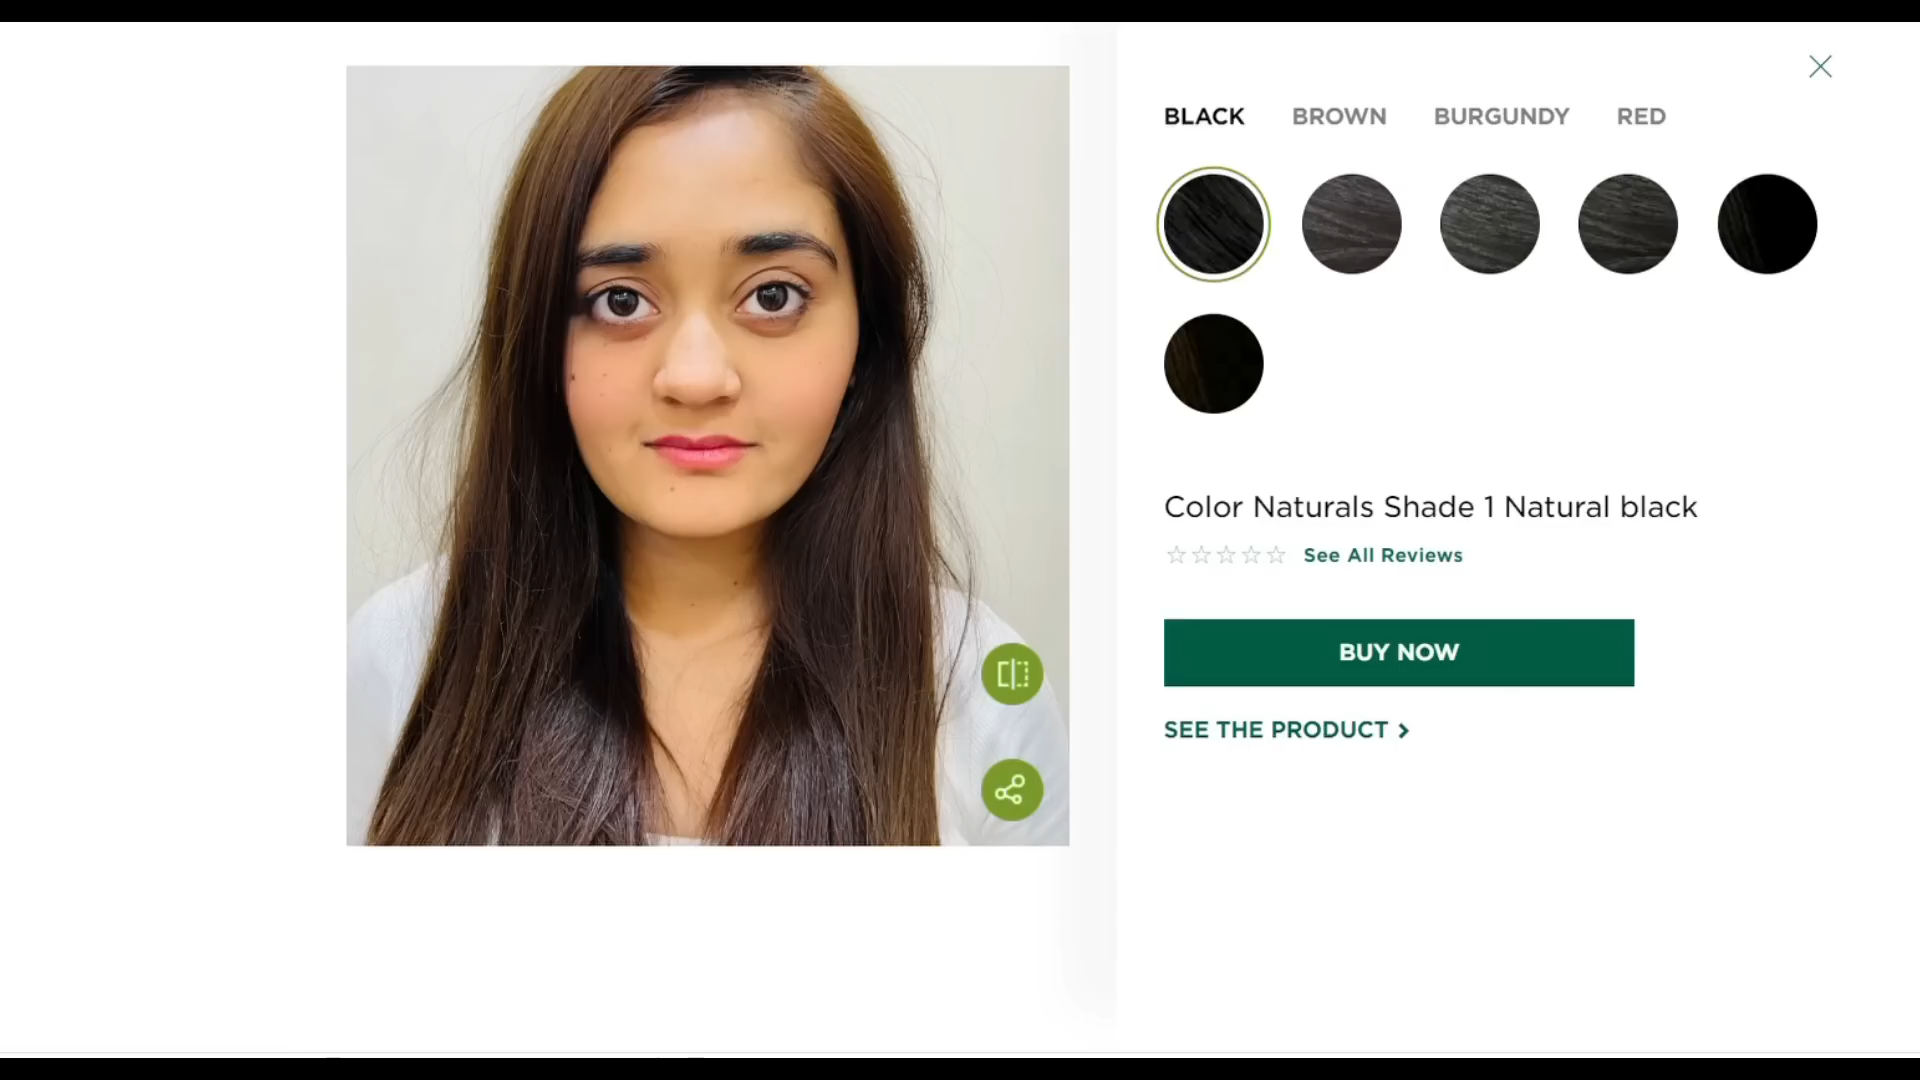 BLACK BROWN BURGUNDY RED
Color Naturals Shade 1 Natural black
See All Reviews
BUY NOW
SEE THE PRODUCT >